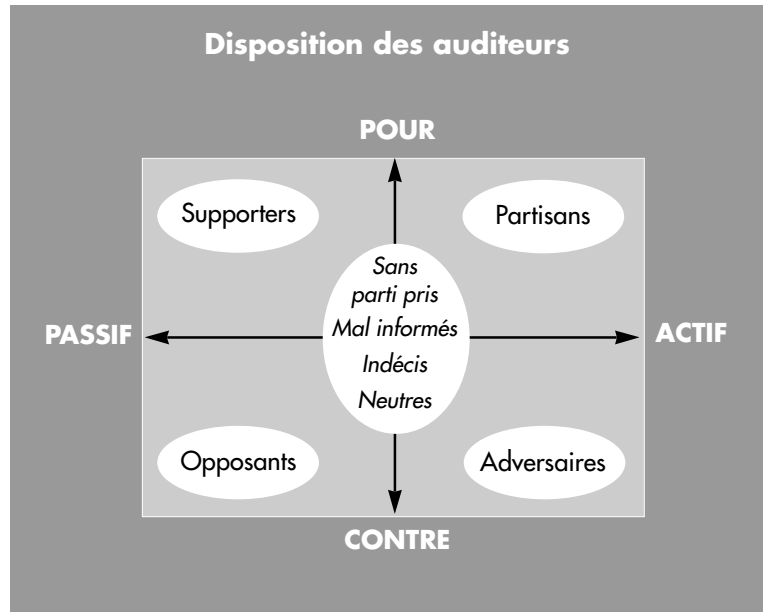 Disposition des auditeurs
POUR
Supporters
Partisans
Sans
parti pris
Mal informés
Indécis
Neutres
PASSIF
ACTIF
Opposants
Adversaires
CONTRE